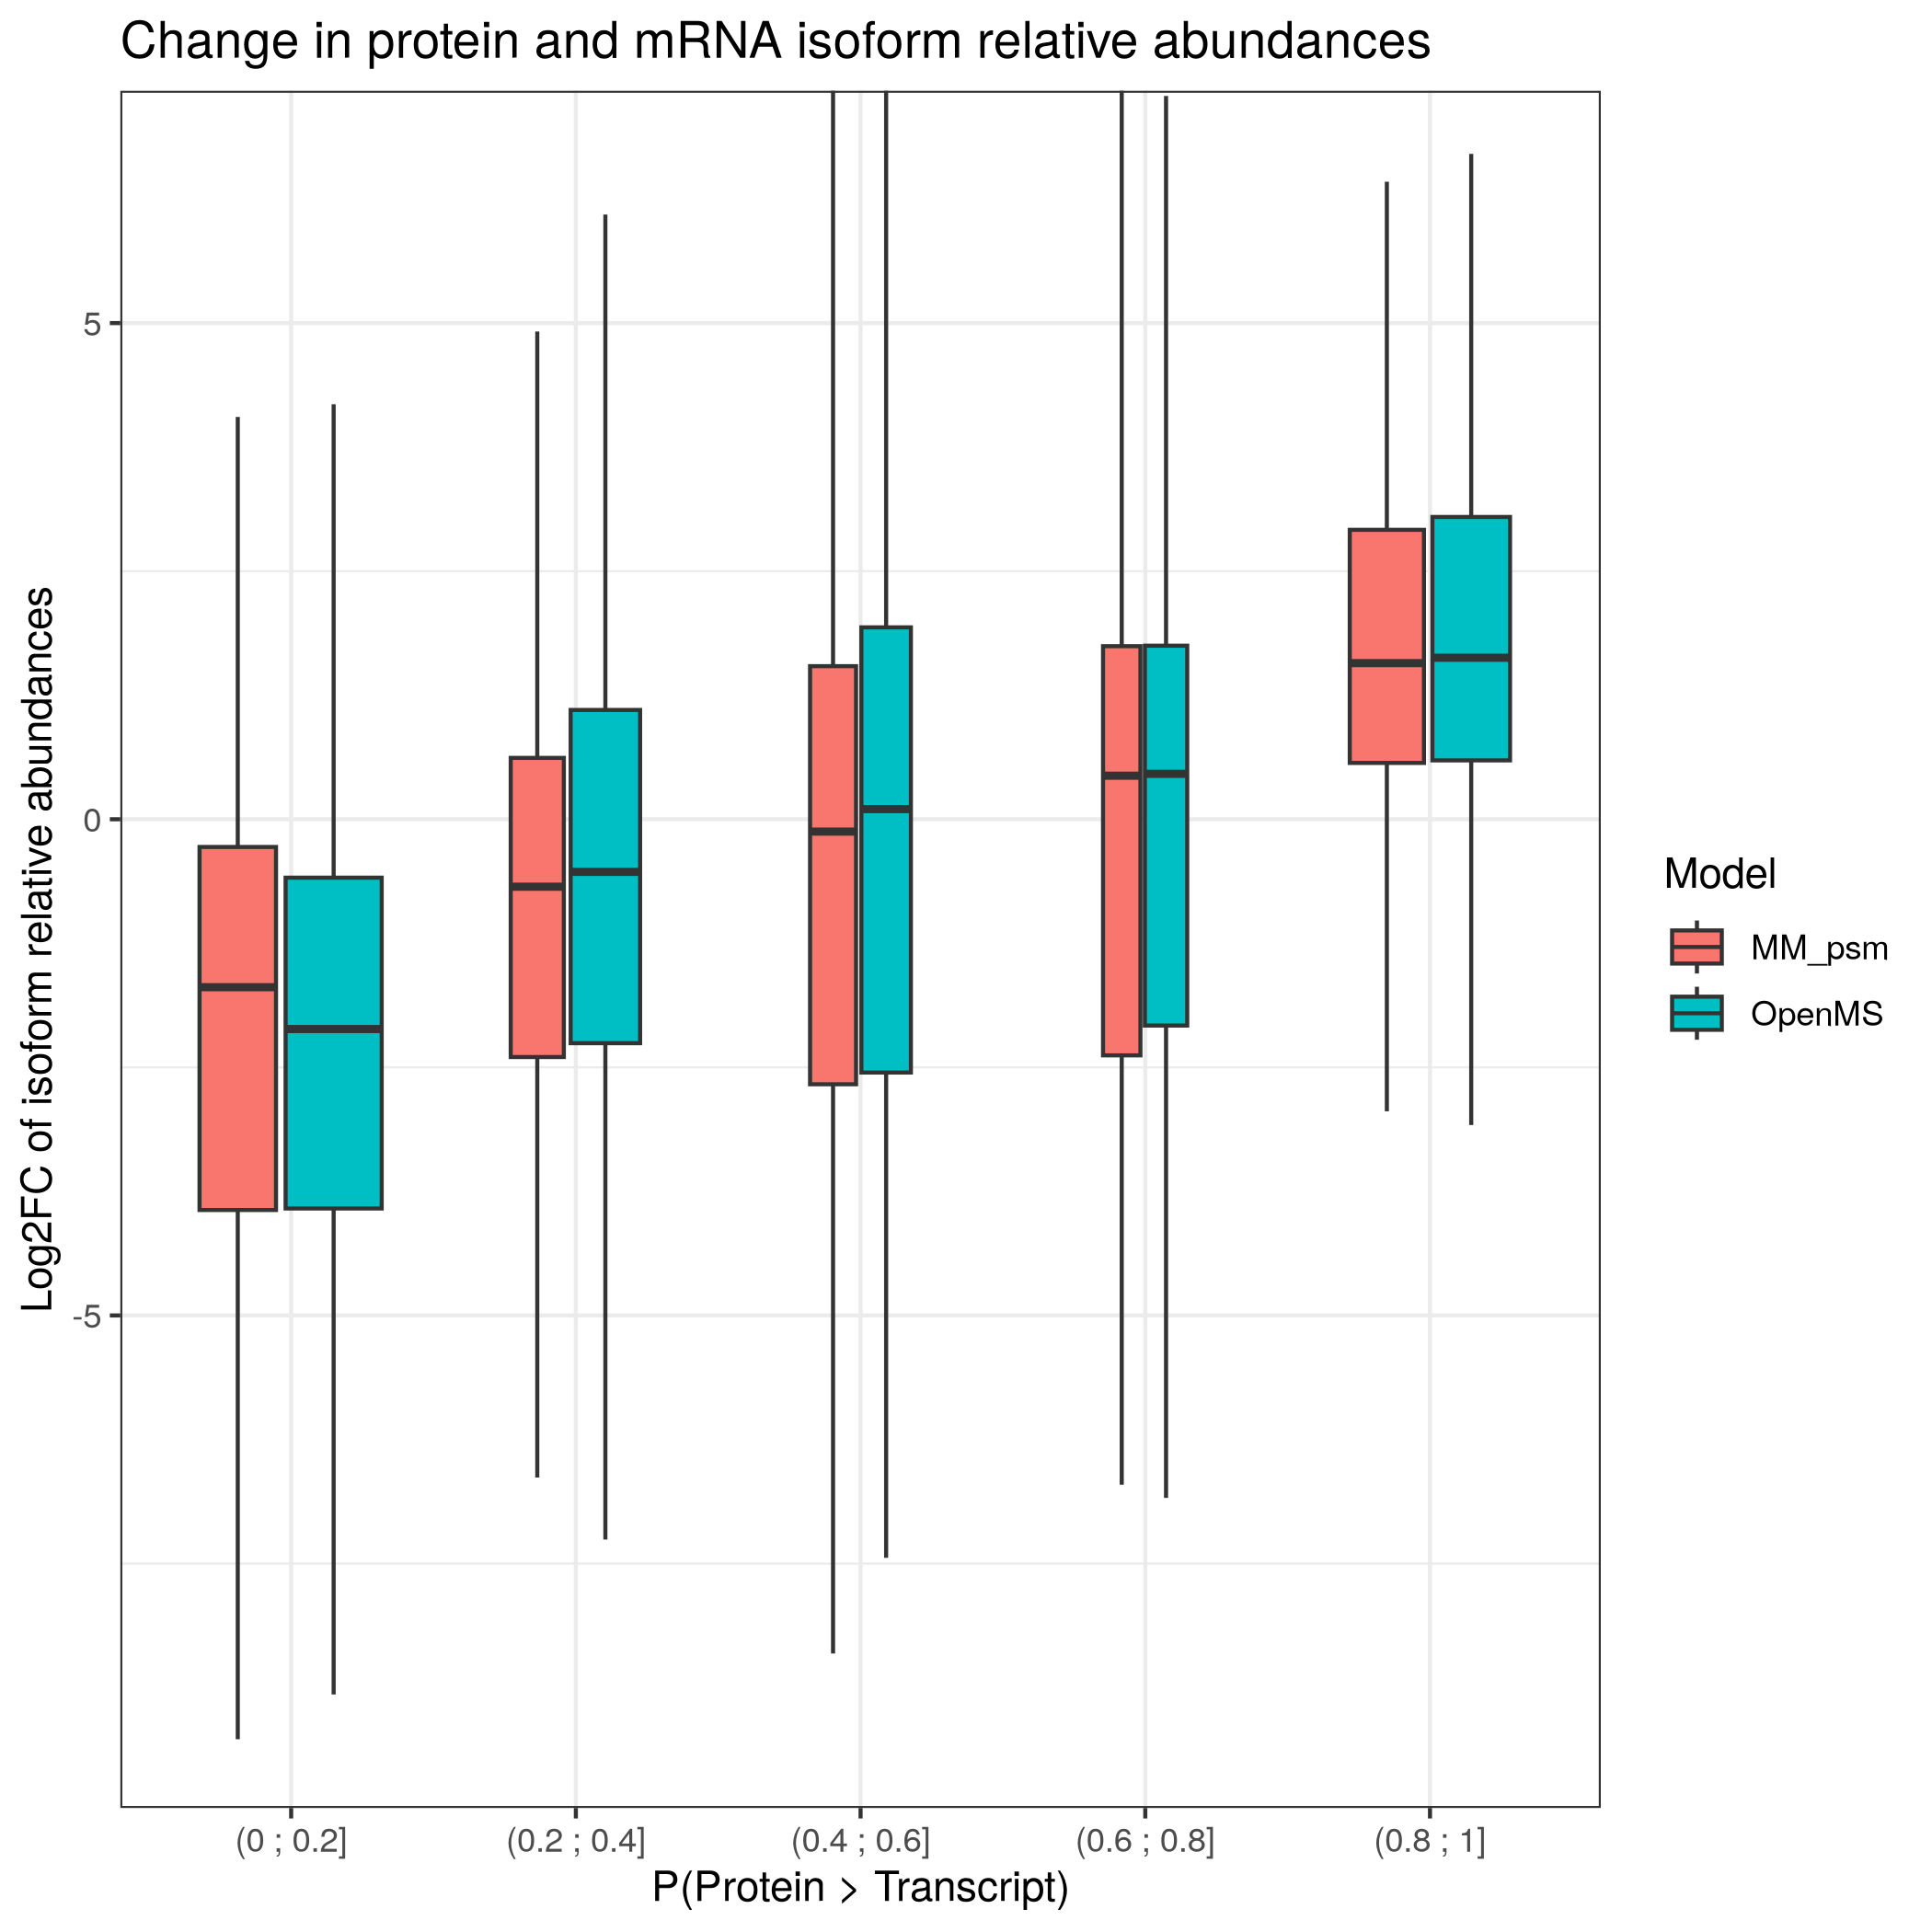 Change in protein and mRNA isoform relative abundances
Log2FC of isoform relative abundances
5
0
-5
(0 ; 0.2]
(0.2 ; 0.4]
(0.4 ; 0.6]
(0.6 ; 0.8]
(0.8 ; 1]
P(Protein > Transcript)
Model
MM_psm
OpenMS